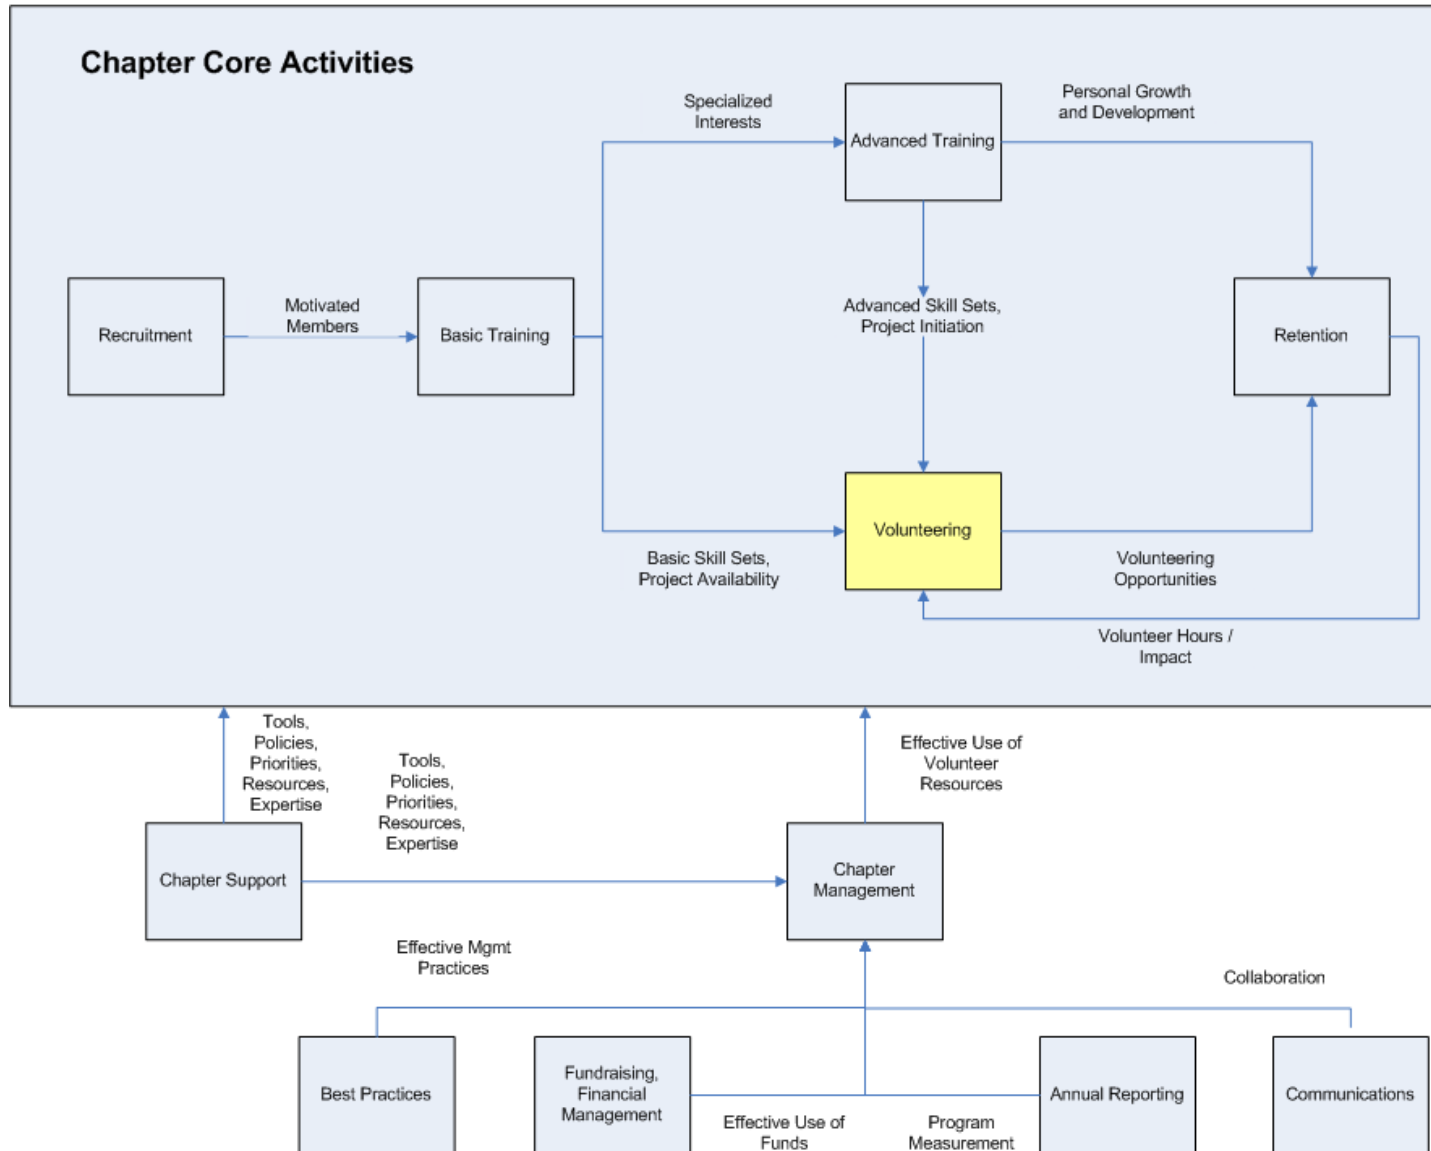 Chapter Core Activities
Specialized
Interests
Advanced Training
Personal Growth
and Development
Recruitment
Motivated
Members
Basic Training
Advanced Skill Sets,
Project Initiation
Retention
Basic Skill Sets,
Project Availability
Volunteering
Volunteering
Opportunities
Volunteer Hours /
Impact
Tools,
Policies,
Priorities,
Resources,
Expertise
Tools,
Policies,
Priorities,
Resources,
Expertise
Effective Use of
Volunteer
Resources
Chapter Support
Chapter
Management
Effective Mgmt
Practices
Collaboration
Best Practices
Fundraising,
Financial
Management
Effective Use of
Funds
Program
Measurement
Annual Reporting
Communications